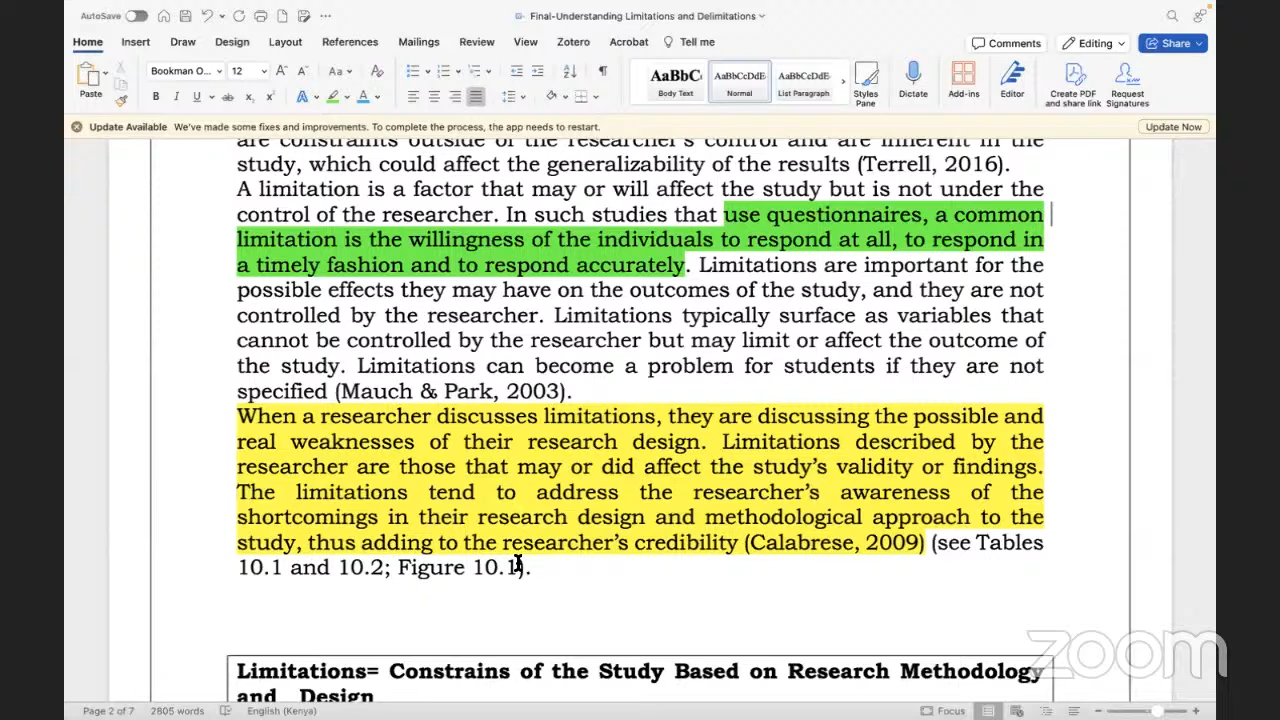 AutoSave
Final-Understanding Limitations and Delimitations
Home Insert Draw Design Layout References Mailings Review View Zotero Acrobat Tell me
Comments Editing Share
Paste
Bookman O... 12
AaBbC AaBbCcDdE AaBbCcDdE
Body Text Normal List Paragraph
Styles Pane
Dictate
Add-ins
Editor
Create PDF and share link
Request Signatures
Update Available We've made some fixes and improvements. To complete the process, the app needs to restart. Update Now
are constraints outside of the researcher's control and are inherent in the
study, which could affect the generalizability of the results (Terrell, 2016).
A limitation is a factor that may or will affect the study but is not under the
control of the researcher. In such studies that use questionnaires, a common
limitation is the willingness of the individuals to respond at all, to respond in
a timely fashion and to respond accurately. Limitations are important for the
possible effects they may have on the outcomes of the study, and they are not
controlled by the researcher. Limitations typically surface as variables that
cannot be controlled by the researcher but may limit or affect the outcome of
the study. Limitations can become a problem for students if they are not
specified (Mauch & Park, 2003).
When a researcher discusses limitations, they are discussing the possible and
real weaknesses of their research design. Limitations described by the
researcher are those that may or did affect the study's validity or findings.
The limitations tend to address the researcher's awareness of the
shortcomings in their research design and methodological approach to the
study, thus adding to the researcher's credibility (Calabrese, 2009) (see Tables
10.1 and 10.2; Figure 10.1).
Limitations= Constrains of the Study Based on Research Methodology
and Design
zoom
Page 2 of 7 2805 words English (Kenya) Focus